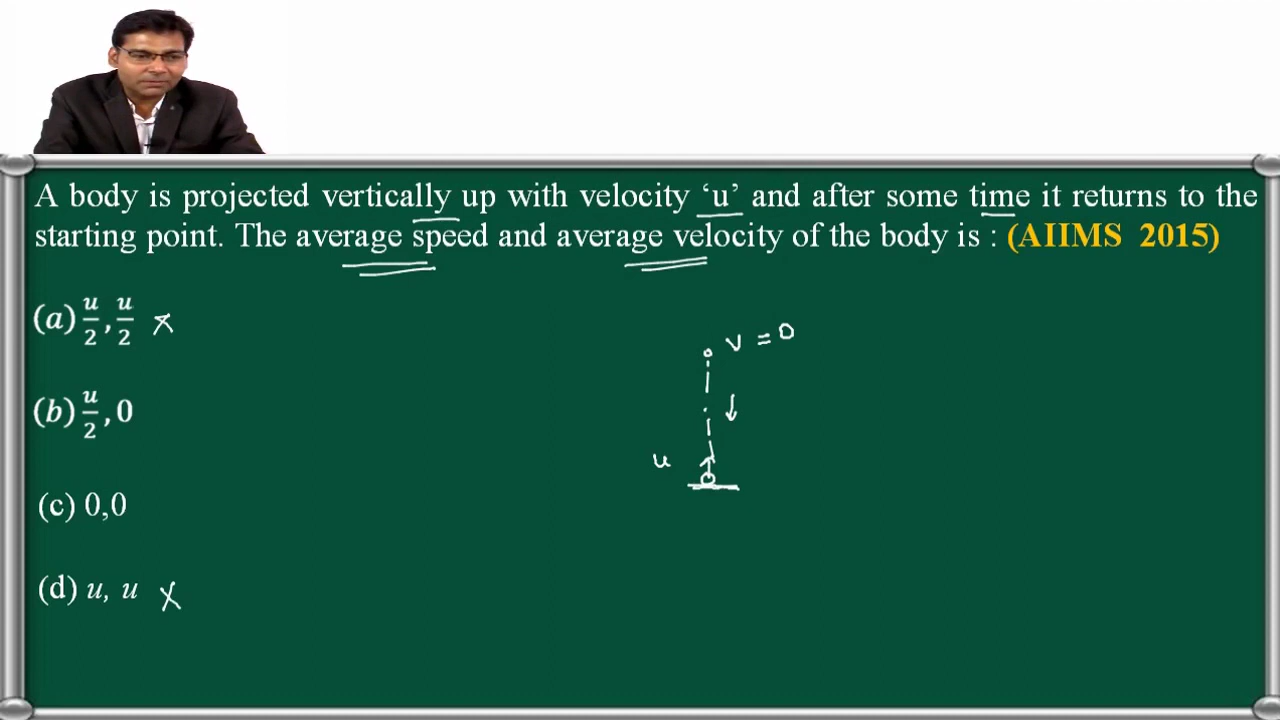 A body is projected vertically up with velocity ‘u’ and after some time it returns to the
starting point. The average speed and average velocity of the body is : (AIIMS 2015)
(a) u/2, u/2 ×
v = 0
(b) u/2, 0
u
(c) 0,0
(d) u, u ×